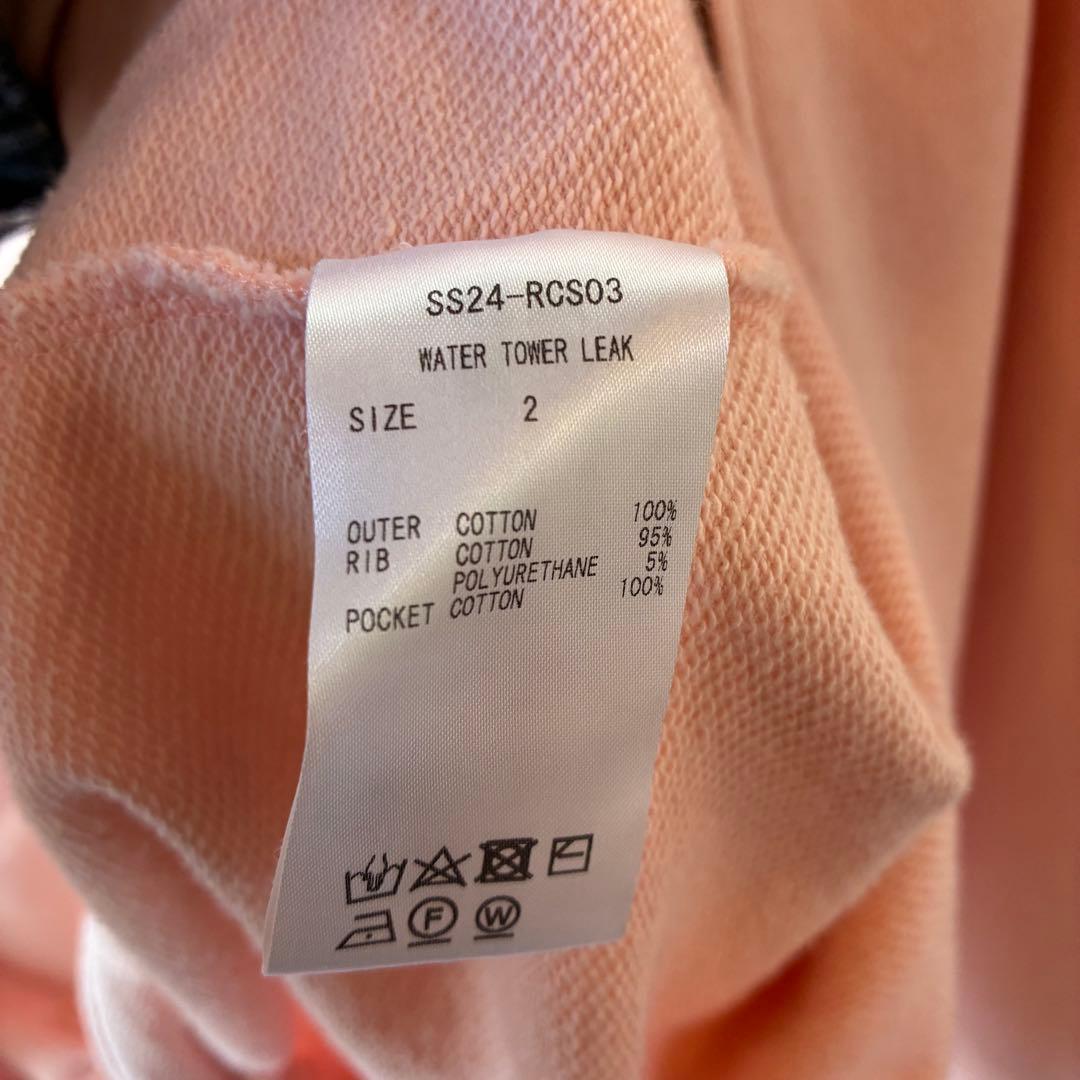 SS24-RCS03
WATER TOWER LEAK
SIZE 2
OUTER COTTON 100%
RIB COTTON 95%
POLYURETHANE 5%
POCKET COTTON 100%
F W